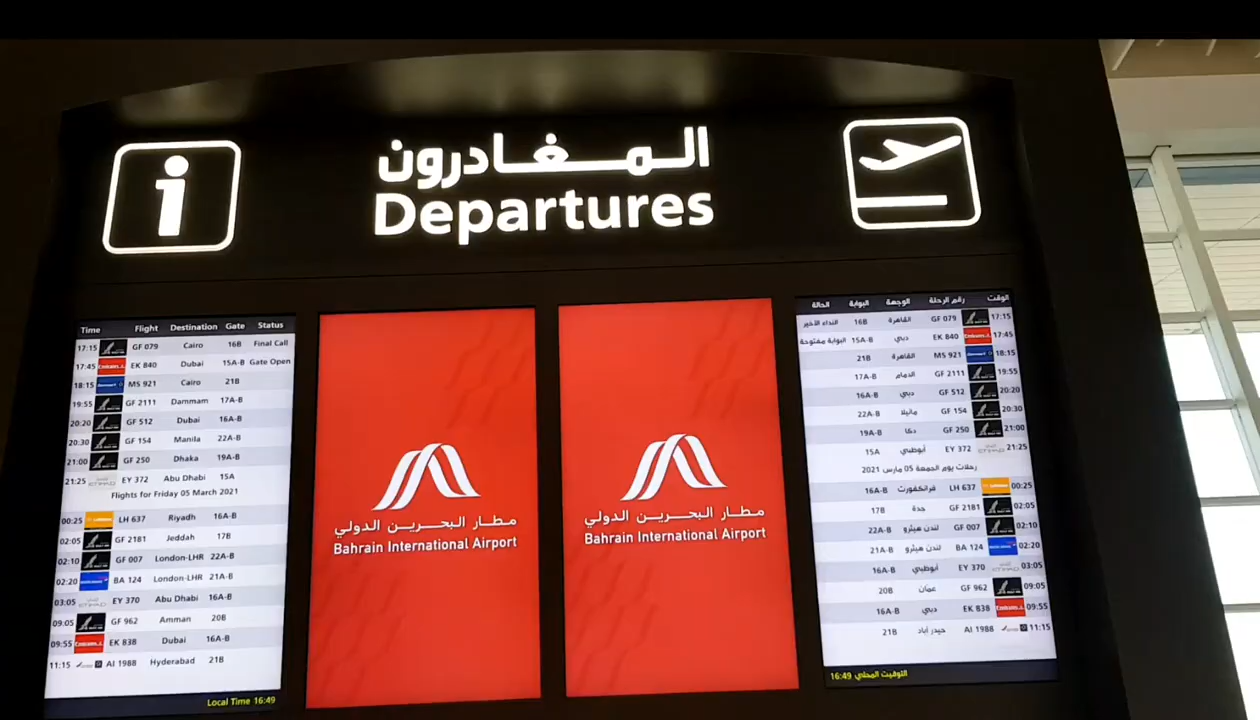 المغادرون
Departures
Time Flight Destination Gate Status
17:15 GF 079 Cairo 16B Final Call
17:45 Emirates EK 840 Dubai 15A-B Gate Open
18:15 MS 921 Cairo 21B
19:55 GF 2111 Dammam 17A-B
20:20 GF 512 Dubai 16A-B
20:30 GF 154 Manila 22A-B
21:00 GF 250 Dhaka 19A-B
21:25 ETIHAD EY 372 Abu Dhabi 15A
Flights for Friday 05 March 2021
00:25 LH 637 Riyadh 16A-B
02:05 GF 2181 Jeddah 17B
02:10 GF 007 London-LHR 22A-B
02:20 BA 124 London-LHR 21A-B
03:05 ETIHAD EY 370 Abu Dhabi 16A-B
09:05 GF 962 Amman 20B
09:55 Emirates EK 838 Dubai 16A-B
11:15 AI 1988 Hyderabad 21B
Local Time 16:49
مطار البحرين الدولي
Bahrain International Airport
مطار البحرين الدولي
Bahrain International Airport
الوقت رقم الرحلة الوجهة البوابة الحالة
17:15 GF 079 القاهرة 16B النداء الأخير
17:45 Emirates EK 840 دبي 15A-B البوابة مفتوحة
18:15 MS 921 القاهرة 21B
19:55 GF 2111 الدمام 17A-B
20:20 GF 512 دبي 16A-B
20:30 GF 154 مانيلا 22A-B
21:00 GF 250 دكا 19A-B
21:25 ETIHAD EY 372 أبوظبي 15A
رحلات يوم الجمعة 05 مارس 2021
00:25 LH 637 فرانكفورت 16A-B
02:05 GF 2181 جدة 17B
02:10 GF 007 لندن هيثرو 22A-B
02:20 BA 124 لندن هيثرو 21A-B
03:05 ETIHAD EY 370 أبوظبي 16A-B
09:05 GF 962 عمان 20B
09:55 Emirates EK 838 دبي 16A-B
11:15 AI 1988 حيدر أباد 21B
التوقيت المحلي 16:49